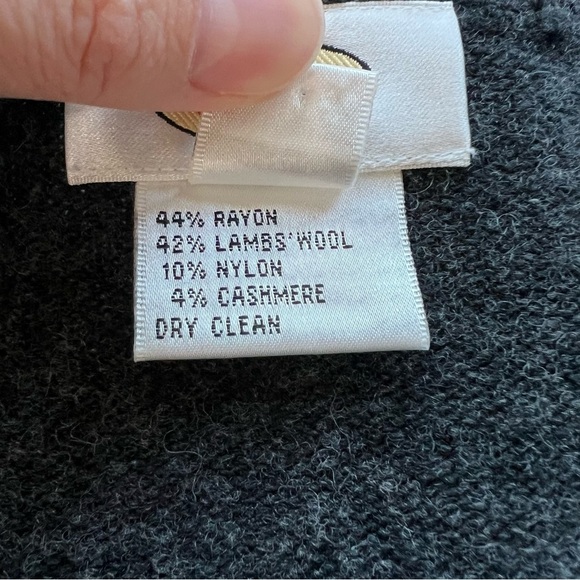 44% RAYON
42% LAMBS'WOOL
10% NYLON
4% CASHMERE
DRY CLEAN